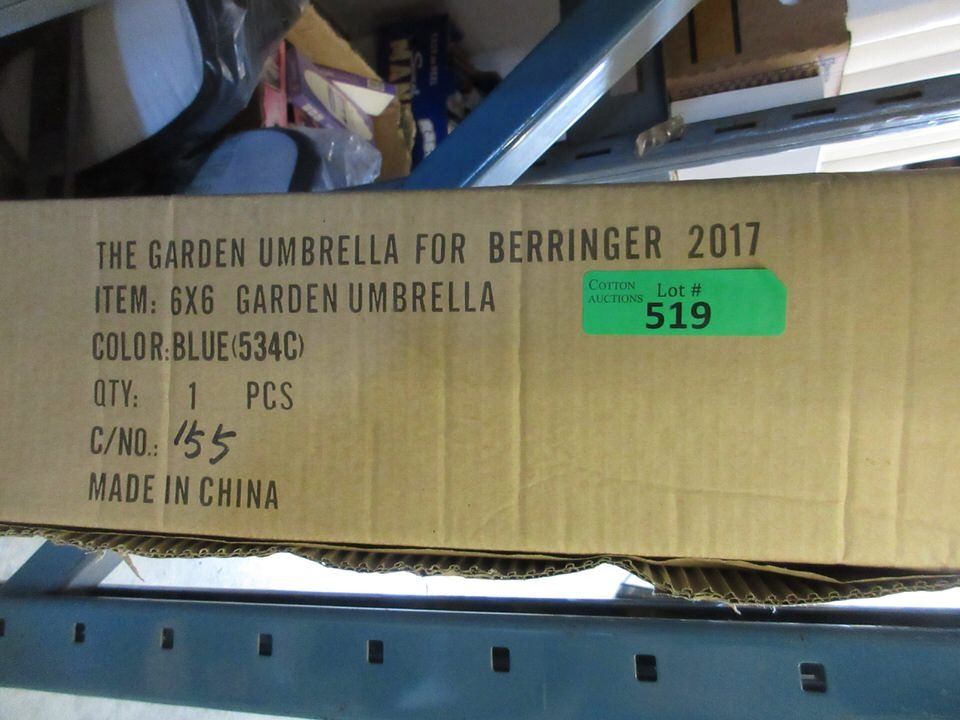 THE GARDEN UMBRELLA FOR BERRINGER 2017
ITEM: 6X6 GARDEN UMBRELLA
COLOR:BLUE(534C)
QTY: 1 PCS
C/NO.: 155
MADE IN CHINA
COTTON
AUCTIONS
Lot #
519